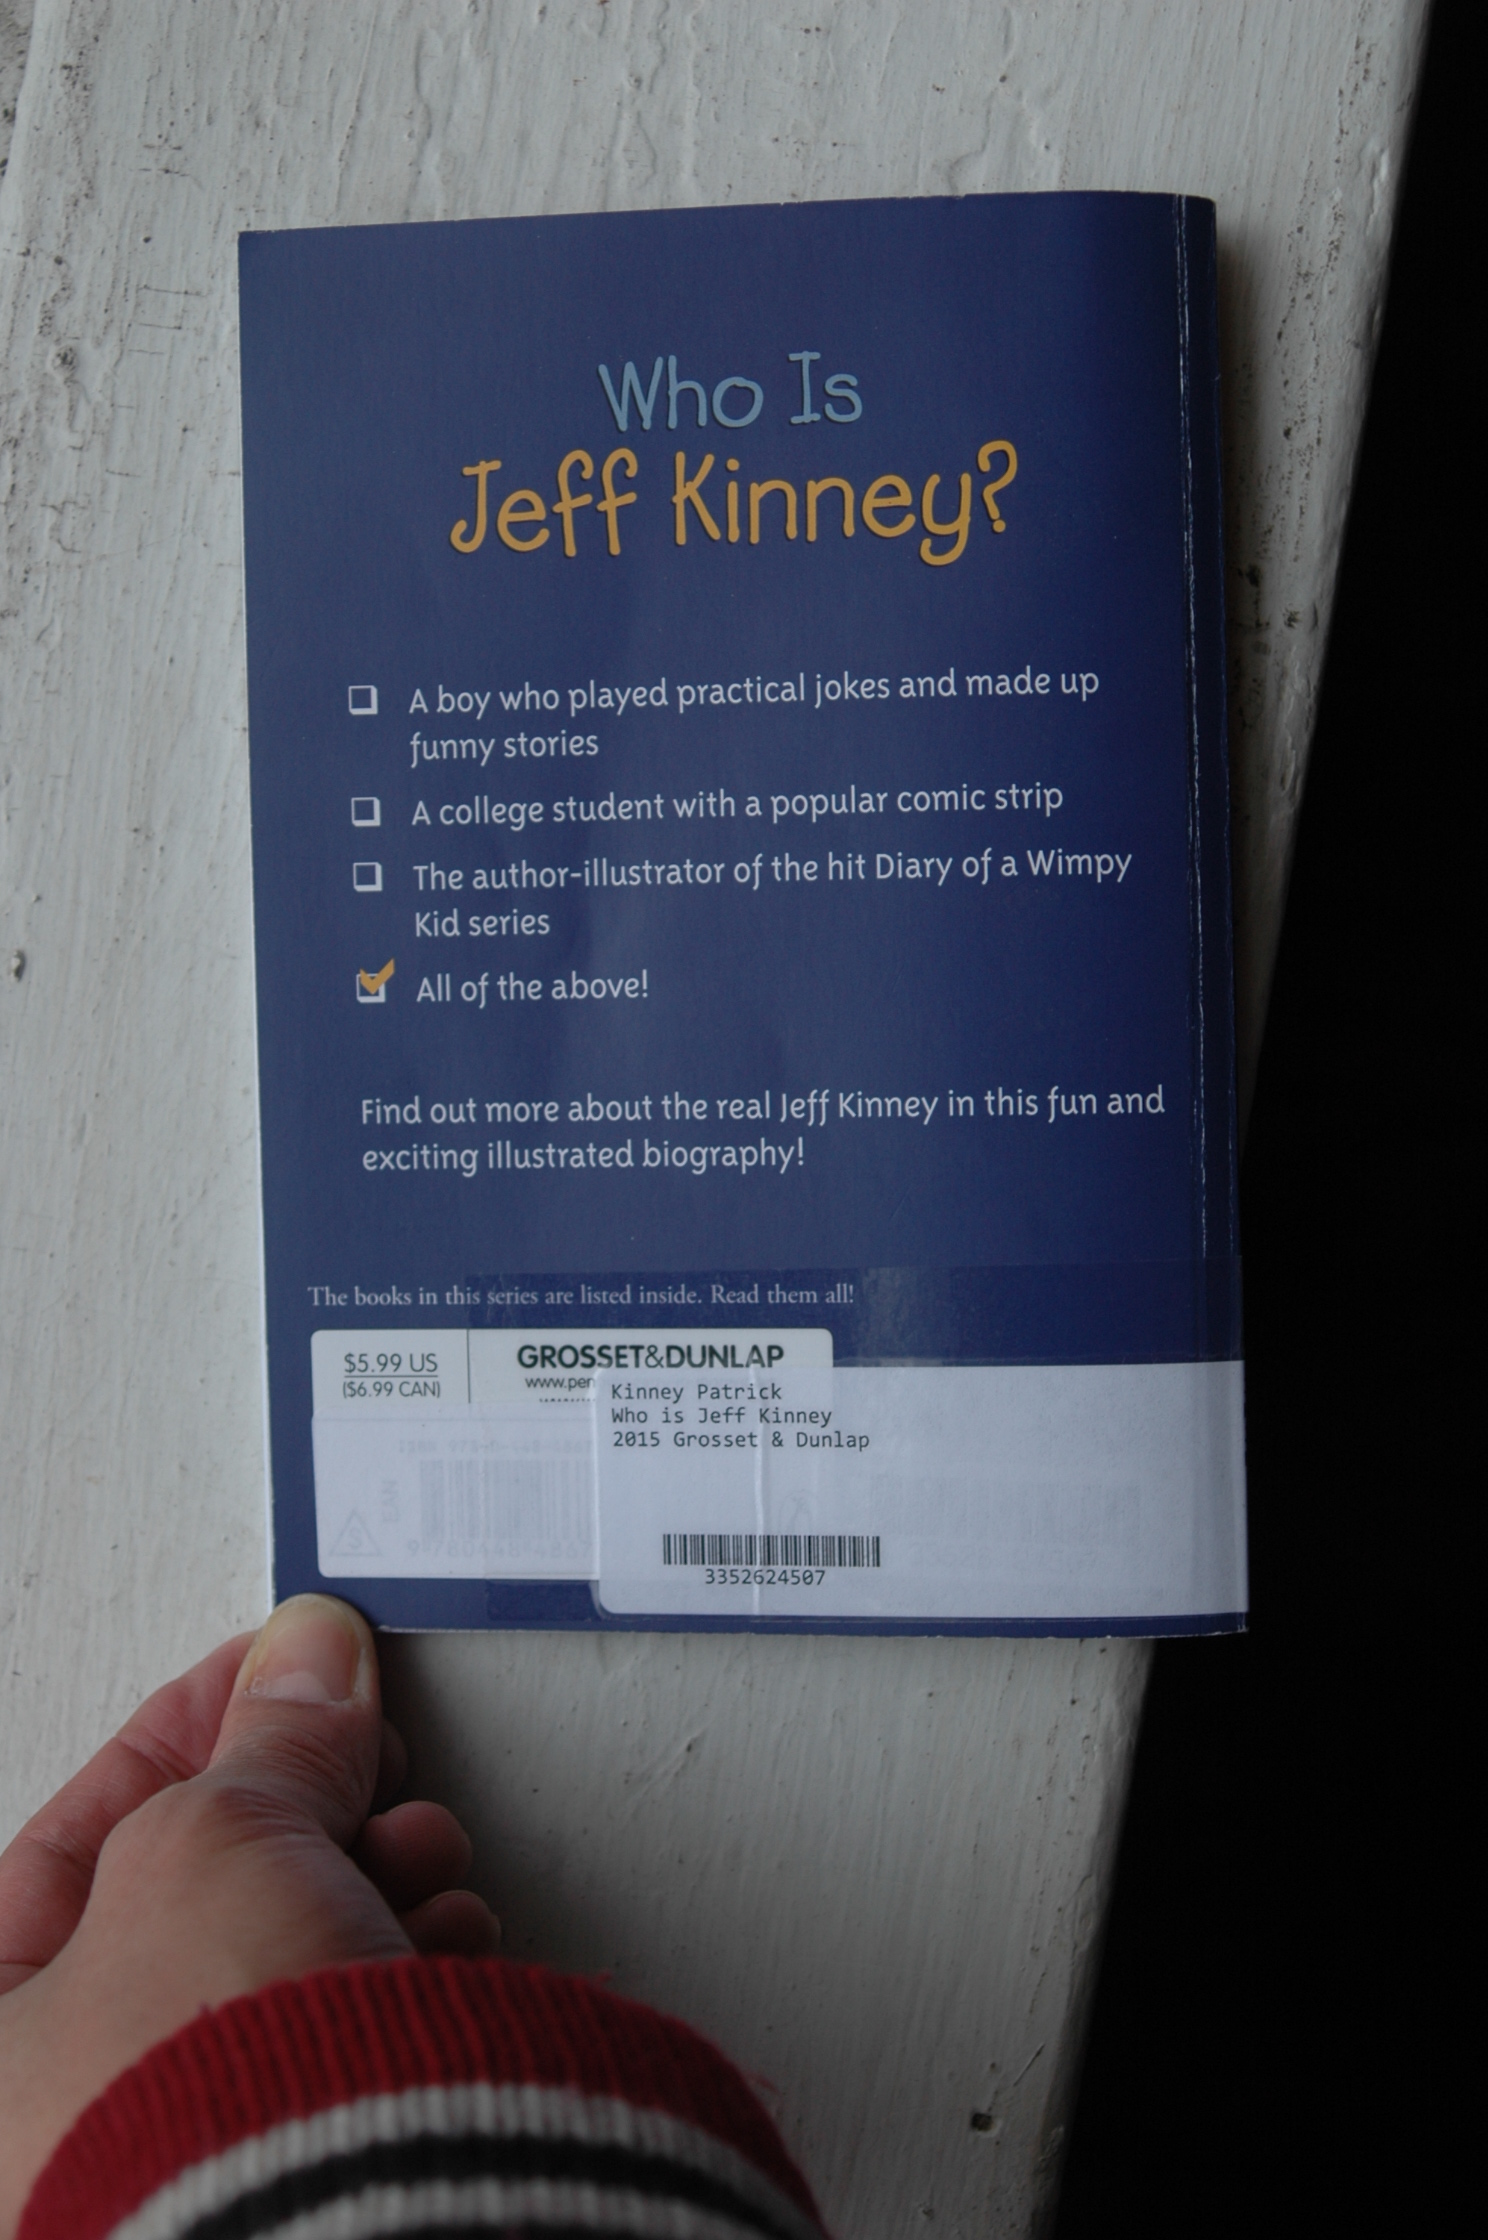 Who Is
Jeff Kinney?
A boy who played practical jokes and made up
funny stories
A college student with a popular comic strip
The author-illustrator of the hit Diary of a Wimpy
Kid series
All of the above!
Find out more about the real Jeff Kinney in this fun and
exciting illustrated biography!
The books in this series are listed inside. Read them all!
$5.99 US
($6.99 CAN)
GROSSET&DUNLAP
www.pen
Kinney Patrick
Who is Jeff Kinney
2015 Grosset & Dunlap
EAN
S
3352624507